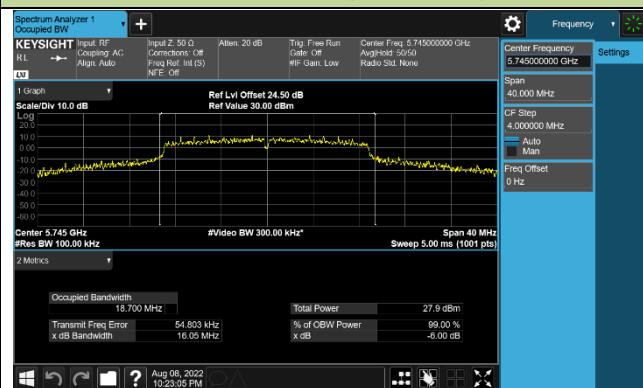 Spectrum Analyzer 1
Occupied BW
Frequency
KEYSIGHT
R L
LXI
Input: RF
Coupling: AC
Align: Auto
Input Z: 50 Ω
Corrections: Off
Freq Ref: Int (S)
NFE: Off
Atten: 20 dB
Trig: Free Run
Gate: Off
#IF Gain: Low
Center Freq: 5.745000000 GHz
Avg|Hold: 50/50
Radio Std: None
Center Frequency
5.745000000 GHz
Settings
Span
40.000 MHz
CF Step
4.000000 MHz
Auto
Man
Freq Offset
0 Hz
1 Graph
Scale/Div 10.0 dB
Ref Lvl Offset 24.50 dB
Ref Value 30.00 dBm
Log
20.0
10.0
0.00
-10.0
-20.0
-30.0
-40.0
-50.0
-60.0
Center 5.745 GHz
#Res BW 100.00 kHz
#Video BW 300.00 kHz*
Span 40 MHz
Sweep 5.00 ms (1001 pts)
2 Metrics
Occupied Bandwidth
18.700 MHz
Transmit Freq Error 54.803 kHz
x dB Bandwidth 16.05 MHz
Total Power 27.9 dBm
% of OBW Power 99.00 %
x dB -6.00 dB
Aug 08, 2022
10:23:05 PM